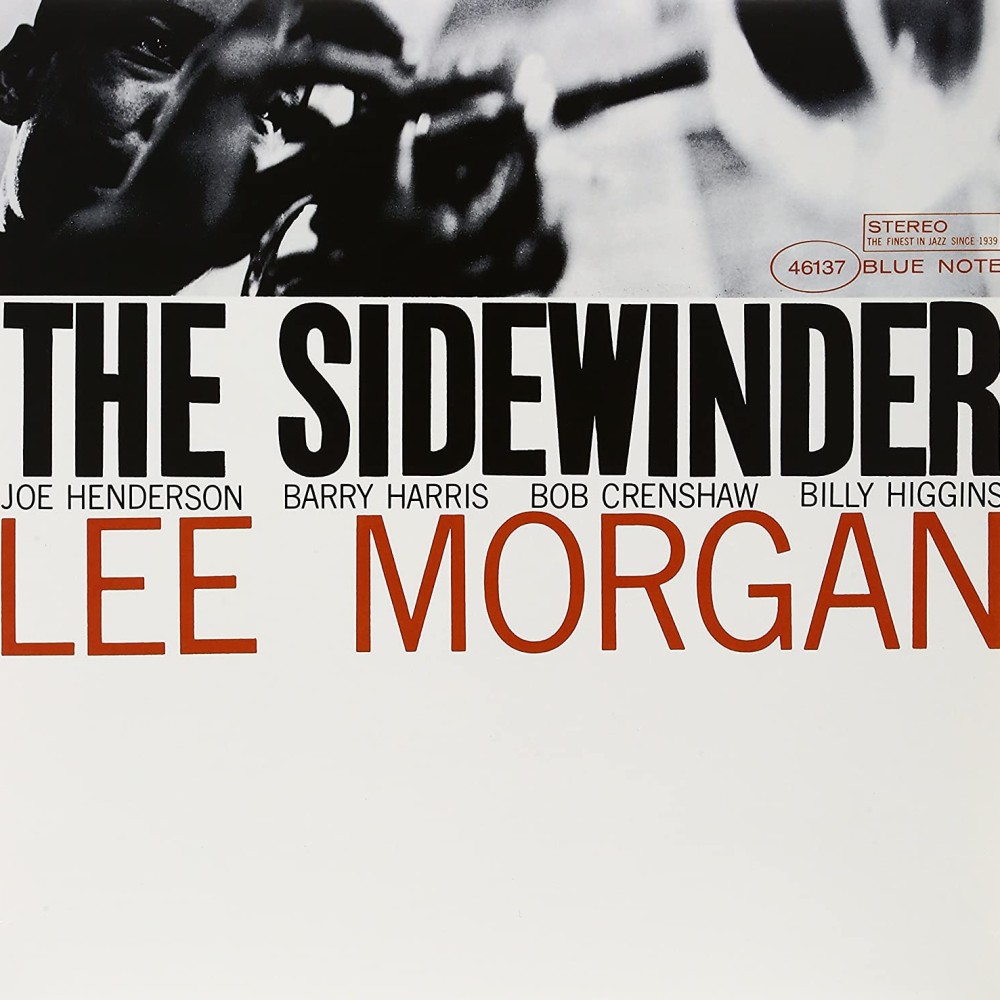 STEREO
THE FINEST IN JAZZ SINCE 1939
46137 BLUE NOTE
THE SIDEWINDER
JOE HENDERSON BARRY HARRIS BOB CRENSHAW BILLY HIGGINS
LEE MORGAN